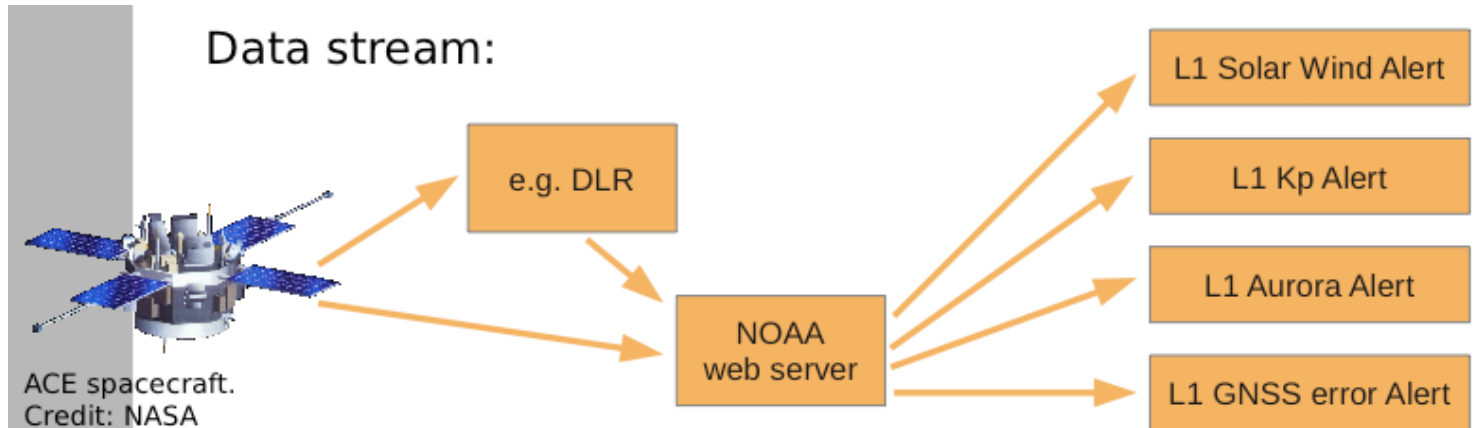 Data stream:
e.g. DLR
NOAA
web server
L1 Solar Wind Alert
L1 Kp Alert
L1 Aurora Alert
L1 GNSS error Alert
ACE spacecraft.
Credit: NASA